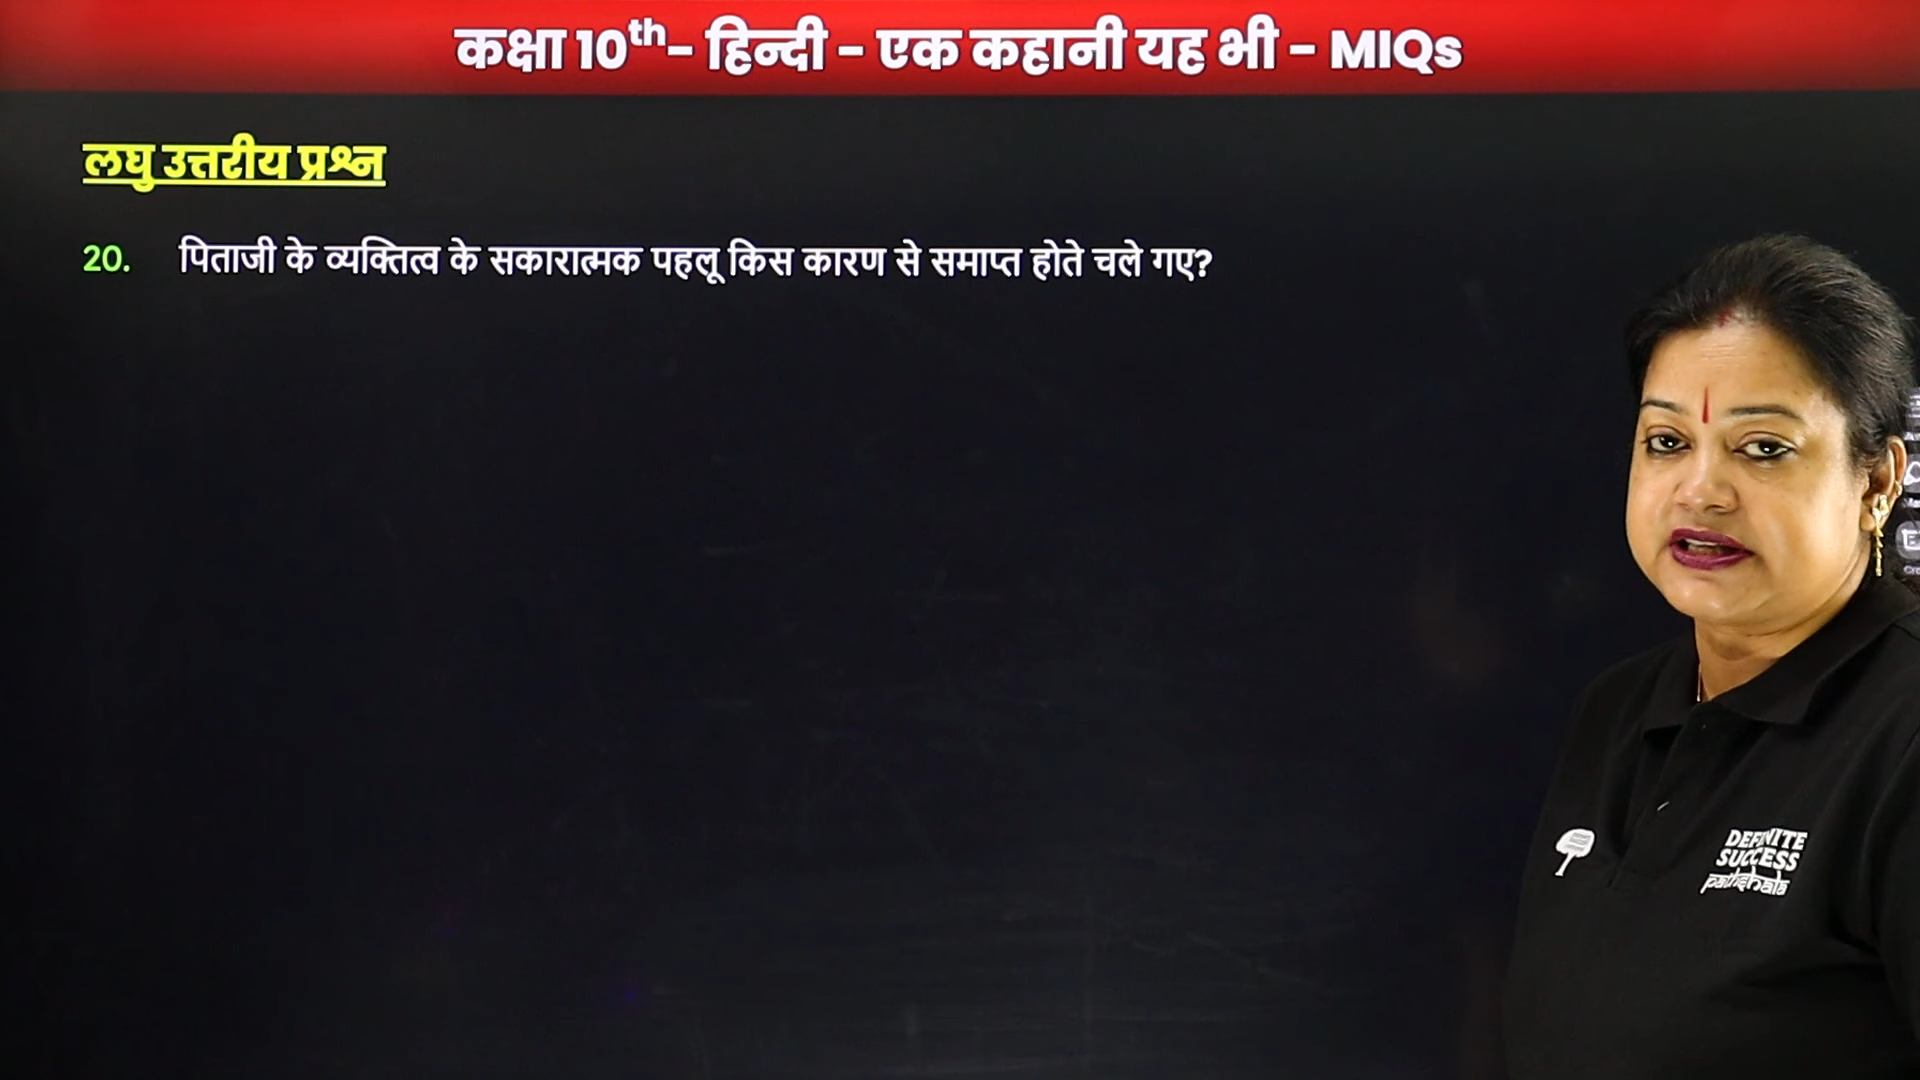 कक्षा 10th- हिन्दी - एक कहानी यह भी - MIQs
लघु उत्तरीय प्रश्न
20. पिताजी के व्यक्तित्व के सकारात्मक पहलू किस कारण से समाप्त होते चले गए?
DEFINITE
SUCCESS
pathshala